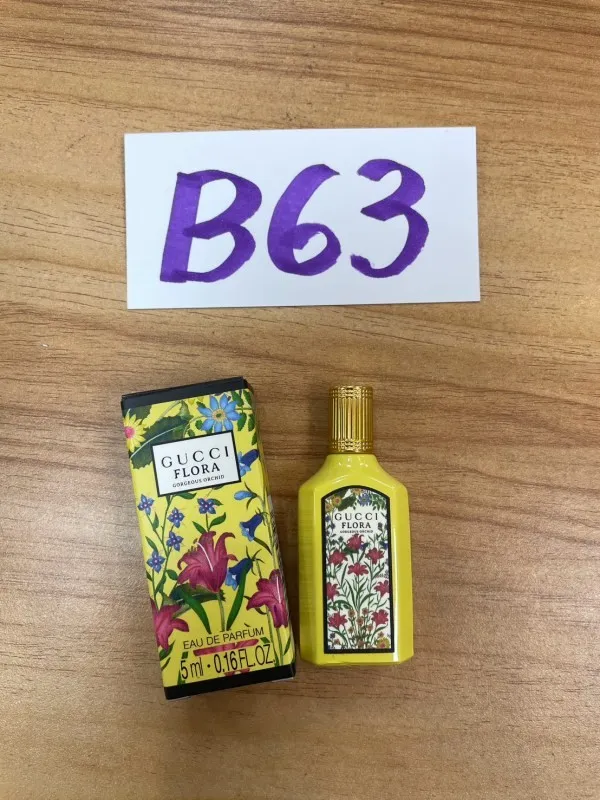 B63
GUCCI
FLORA
GORGEOUS ORCHID
EAU DE PARFUM
5 ml · 0.16 FL.OZ.
GUCCI
FLORA
GORGEOUS ORCHID